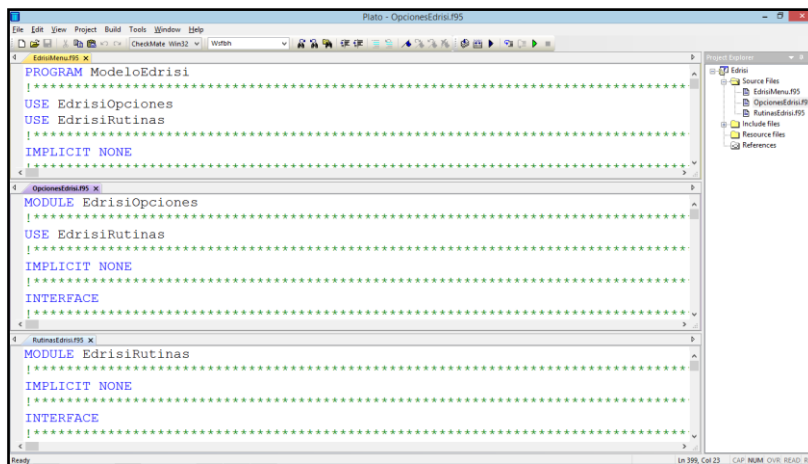 Plato - OpcionesEdrisi.f95
File Edit View Project Build Tools Window Help
CheckMate Win32
EdrisiMenu.f95
PROGRAM ModeloEdrisi
!************************************************************
USE EdrisiOpciones
USE EdrisiRutinas
!************************************************************
IMPLICIT NONE
!************************************************************
OpcionesEdrisi.f95
MODULE EdrisiOpciones
!************************************************************
USE EdrisiRutinas
!************************************************************
IMPLICIT NONE
!************************************************************
INTERFACE
!************************************************************
RutinasEdrisi.f95
MODULE EdrisiRutinas
!************************************************************
IMPLICIT NONE
!************************************************************
INTERFACE
!************************************************************
Project Explorer
Edrisi
Source Files
EdrisiMenu.f95
OpcionesEdrisi.f9
RutinasEdrisi.f95
Include files
Resource files
References
Ready
Ln 399, Col 23 CAP NUM OVR READ